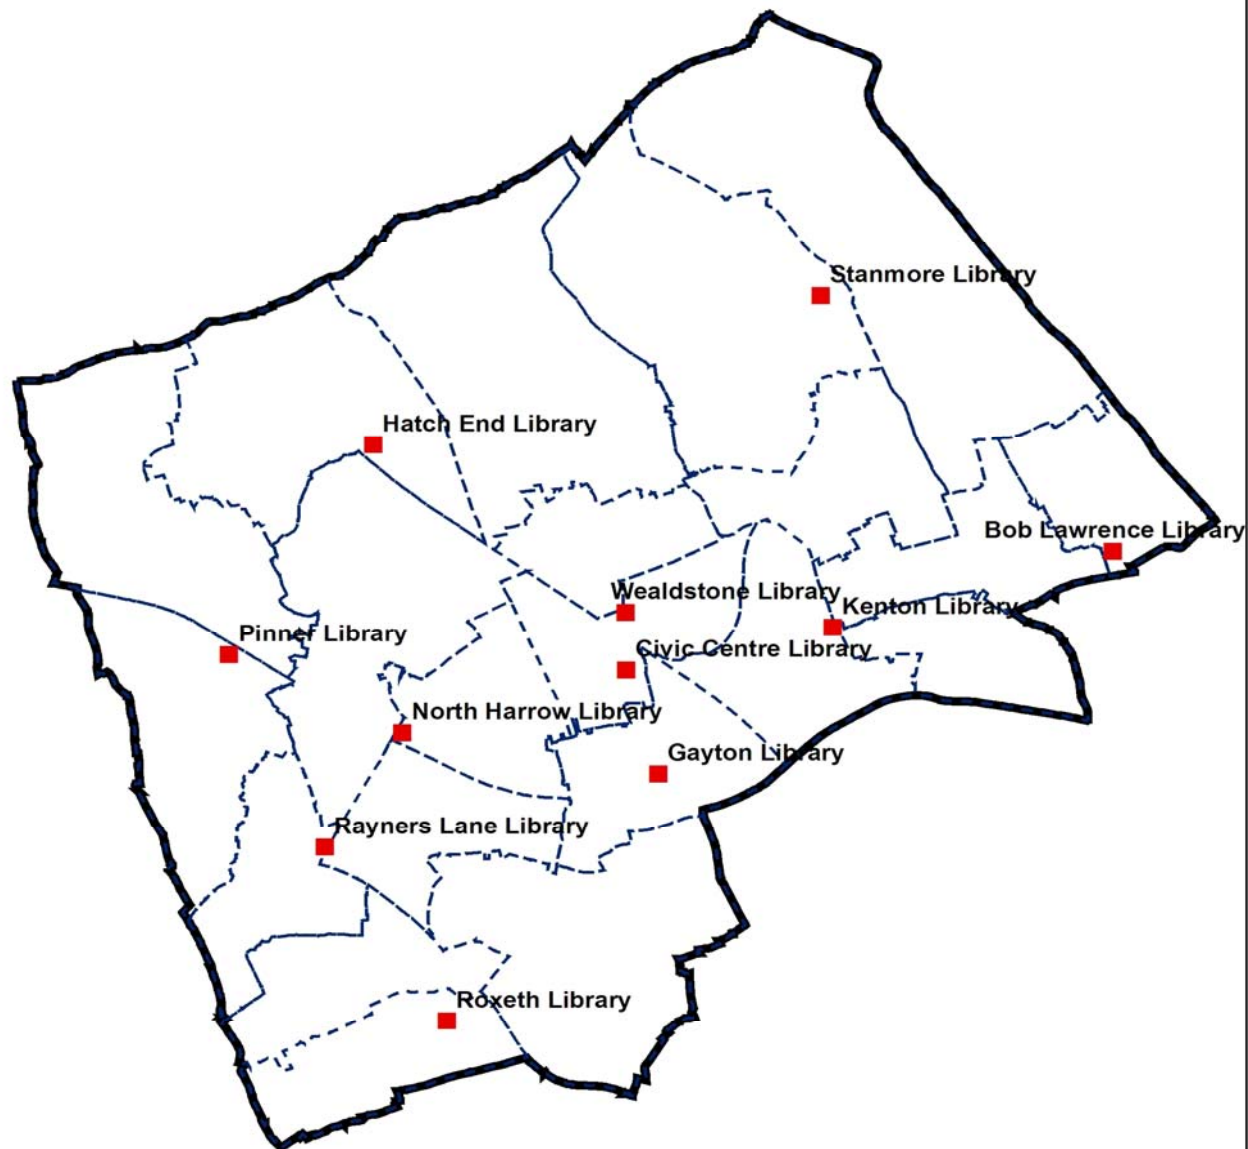 Stanmore Library
Hatch End Library
Bob Lawrence Library
Wealdstone Library
Kenton Library
Pinner Library
Civic Centre Library
North Harrow Library
Gayton Library
Rayners Lane Library
Roxeth Library